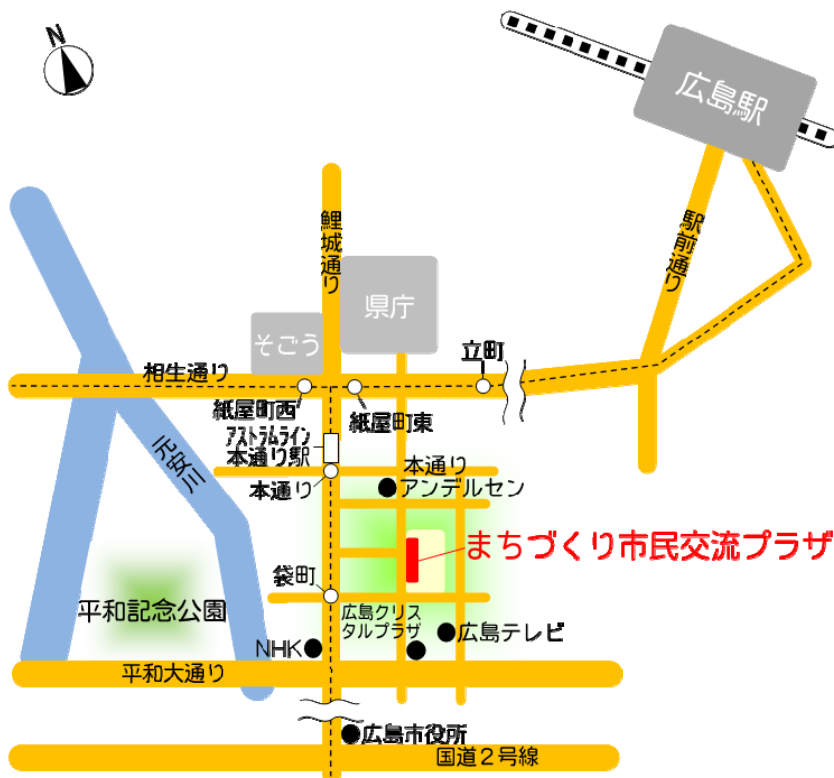 N
広島駅
鯉城通り
駅前通り
県庁
そごう
立町
相生通り
紙屋町西
紙屋町東
アストラムライン
本通り駅
本通り
元安川
本通り
アンデルセン
まちづくり市民交流プラザ
袋町
平和記念公園
広島クリス
タルプラザ
広島テレビ
NHK
平和大通り
広島市役所
国道2号線